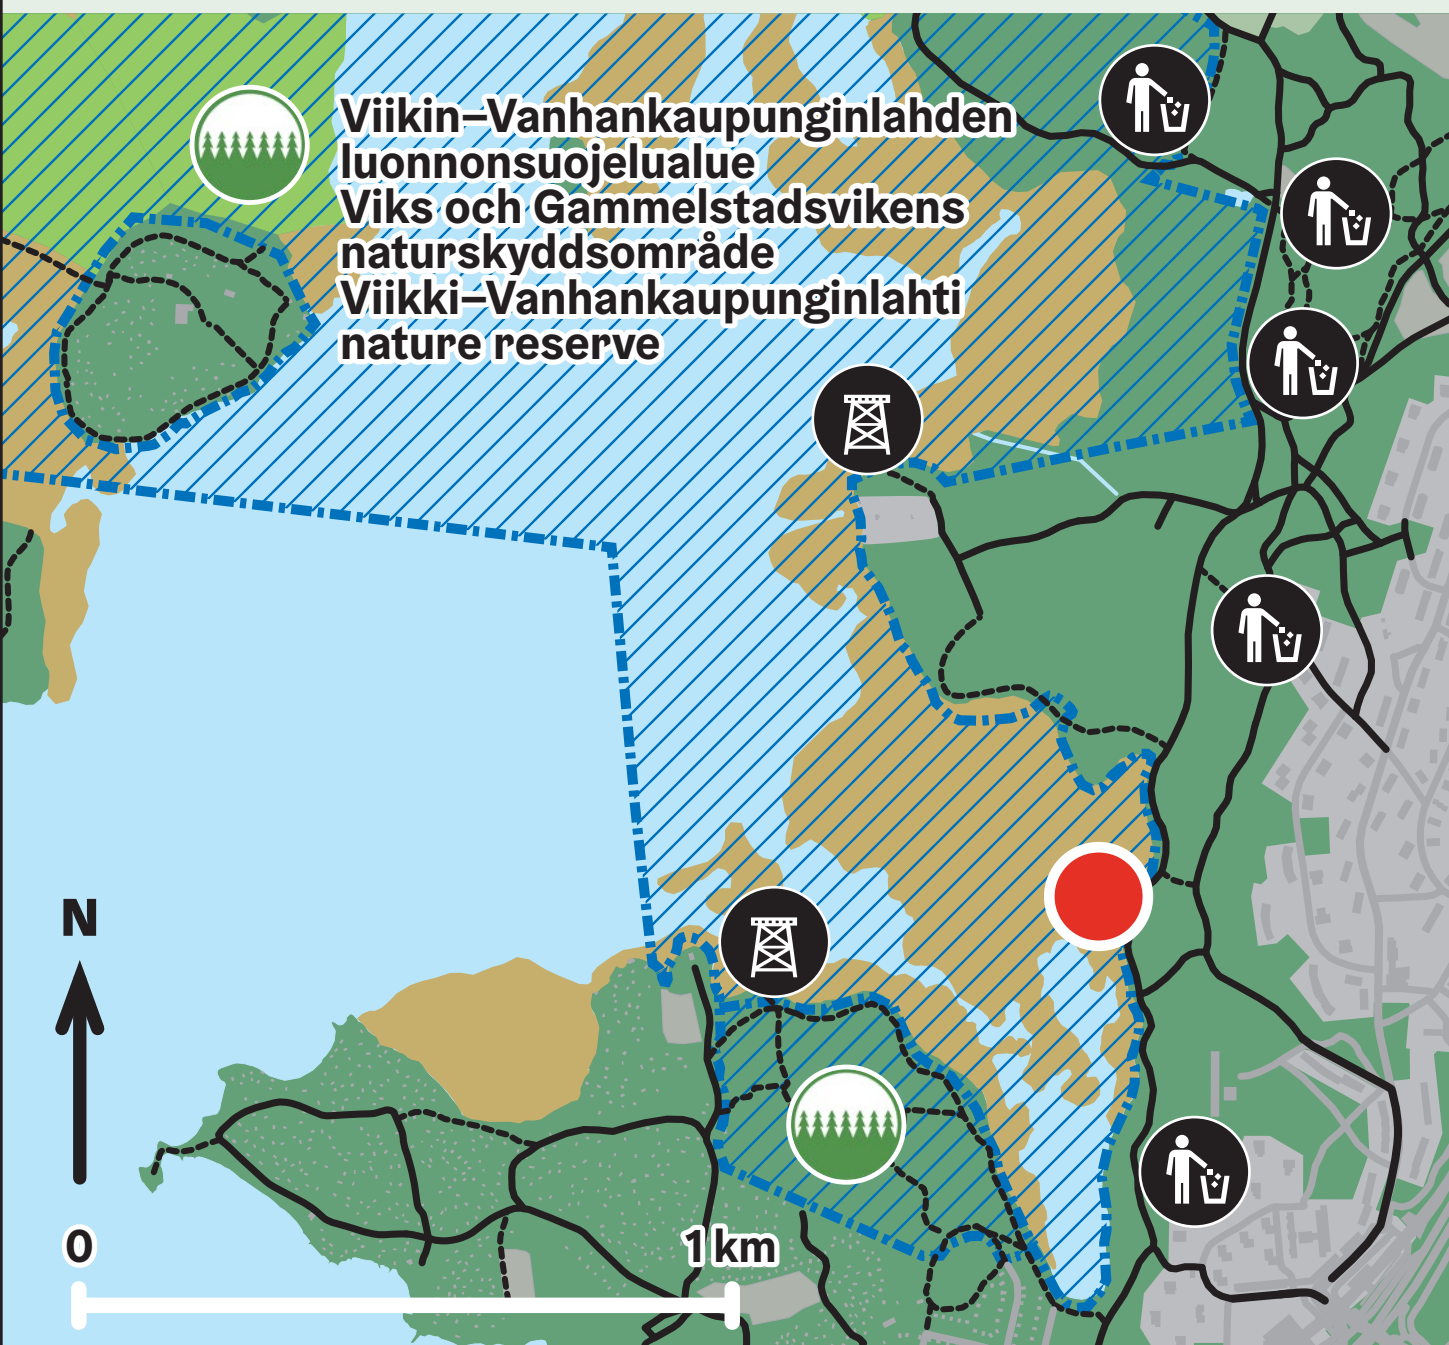 Viikin–Vanhankaupunginlahden
luonnonsuojelualue
Viks och Gammelstadsvikens
naturskyddsområde
Viikki–Vanhankaupunginlahti
nature reserve
N
0
1 km